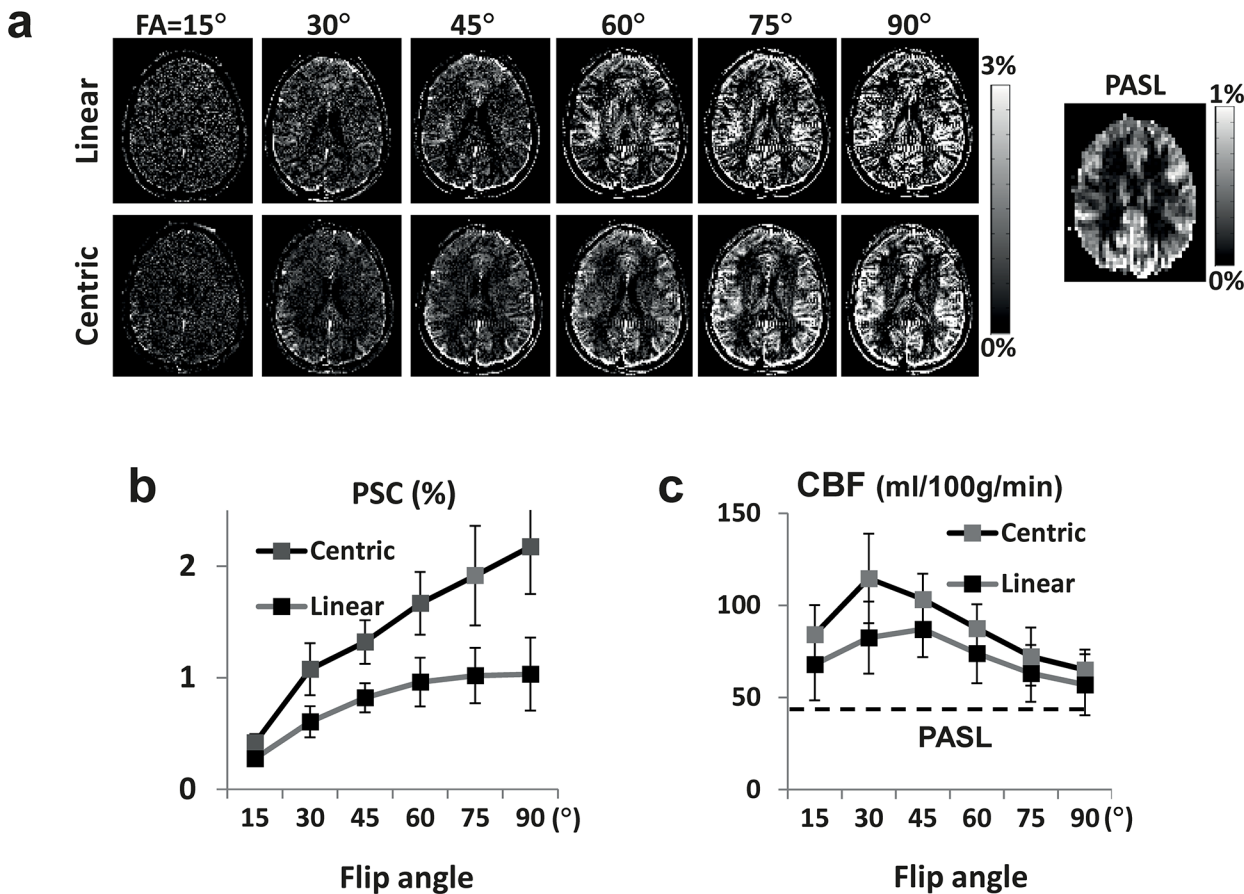 a
FA=15° 30° 45° 60° 75° 90°
Linear
Centric
3%
0%
PASL
1%
0%
b
PSC (%)
2
1
0
Centric
Linear
15 30 45 60 75 90 (°)
Flip angle
c
CBF (ml/100g/min)
150
100
50
0
Centric
Linear
PASL
15 30 45 60 75 90 (°)
Flip angle